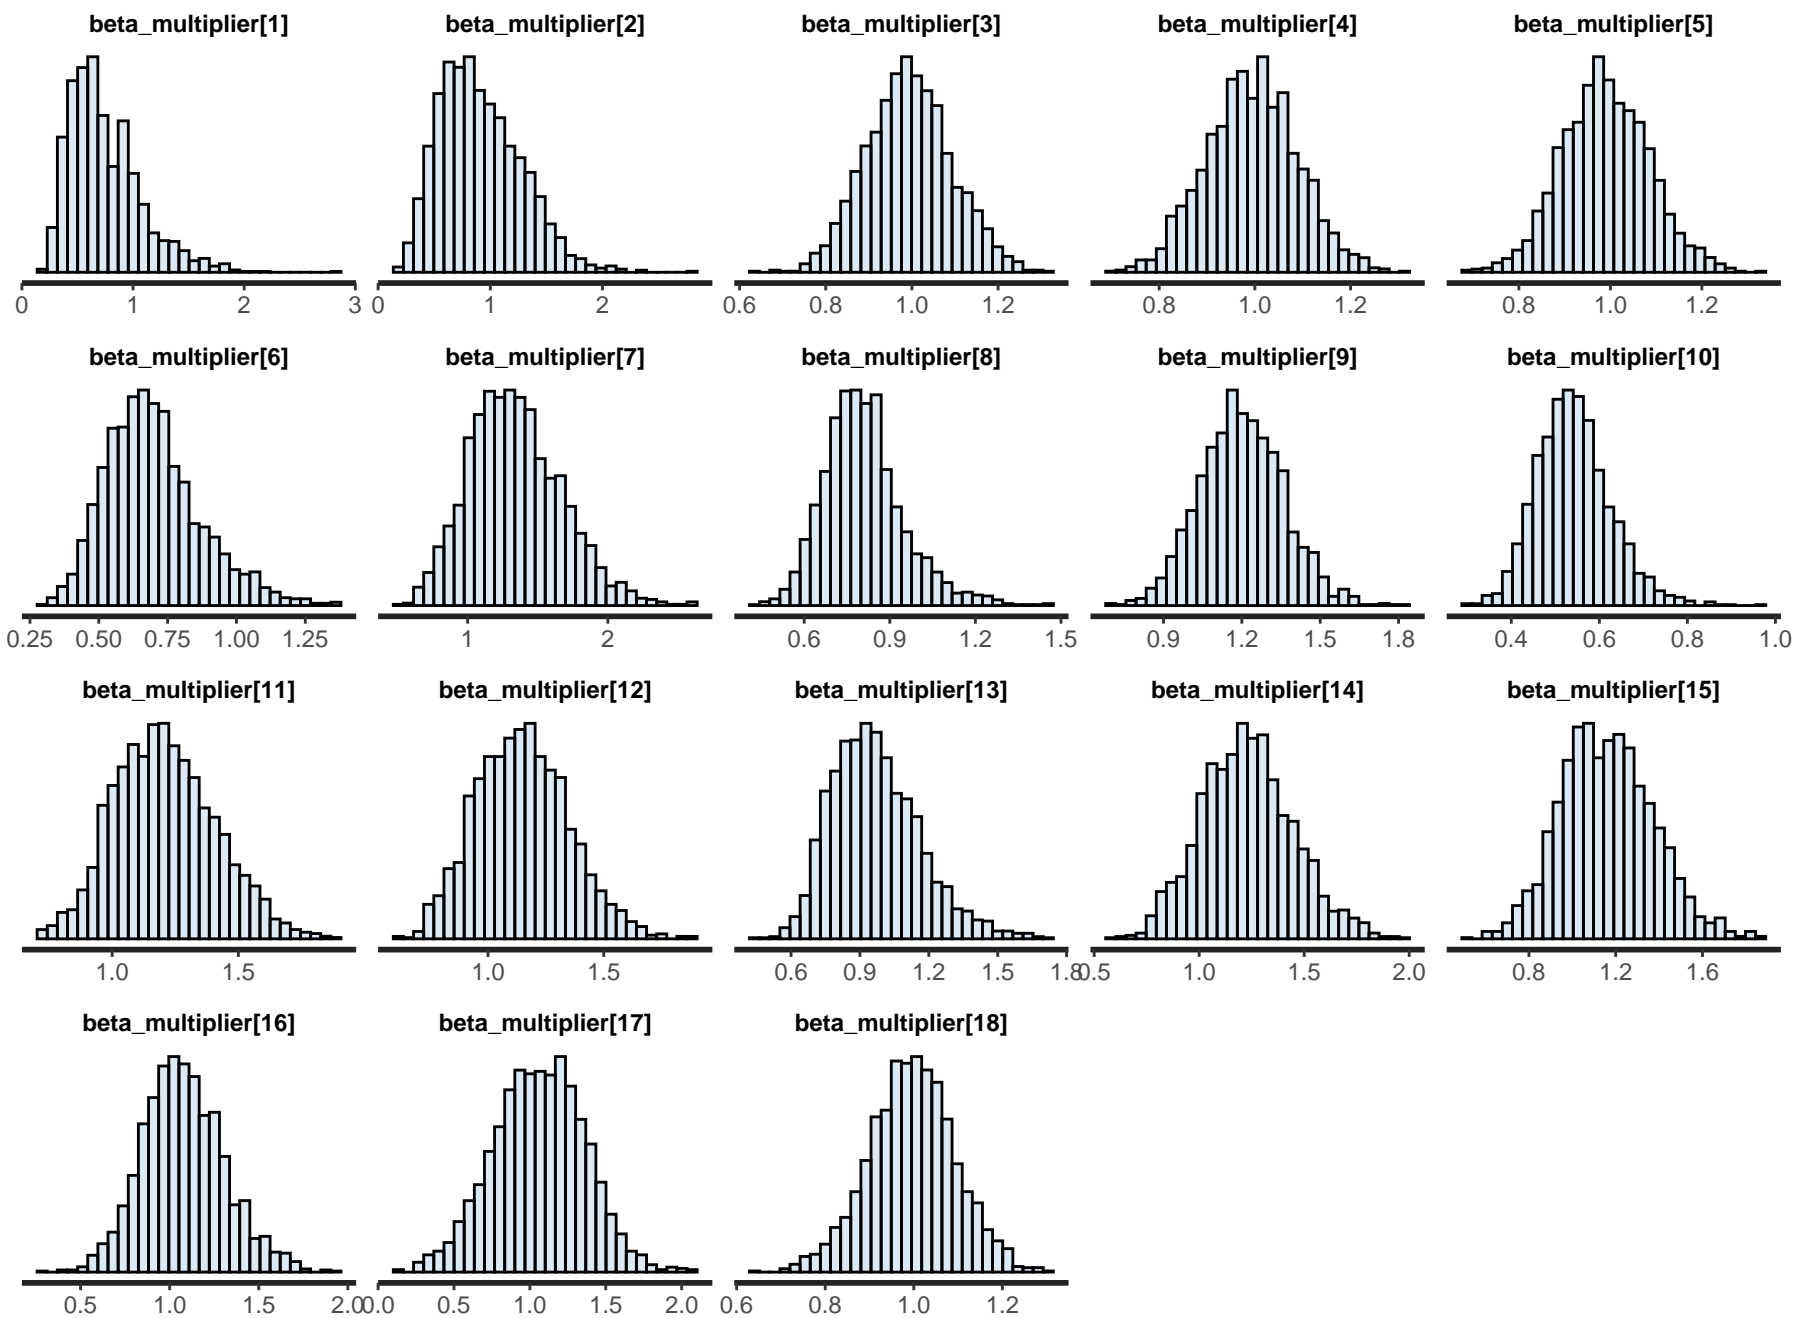 beta_multiplier[1] beta_multiplier[2] beta_multiplier[3] beta_multiplier[4] beta_multiplier[5]
0 1 2 3 0 1 2 0.6 0.8 1.0 1.2 0.8 1.0 1.2 0.8 1.0 1.2
beta_multiplier[6] beta_multiplier[7] beta_multiplier[8] beta_multiplier[9] beta_multiplier[10]
0.25 0.50 0.75 1.00 1.25 1 2 0.6 0.9 1.2 1.5 0.9 1.2 1.5 1.8 0.4 0.6 0.8 1.0
beta_multiplier[11] beta_multiplier[12] beta_multiplier[13] beta_multiplier[14] beta_multiplier[15]
1.0 1.5 1.0 1.5 0.6 0.9 1.2 1.5 1.8 0.5 1.0 1.5 2.0 0.8 1.2 1.6
beta_multiplier[16] beta_multiplier[17] beta_multiplier[18]
0.5 1.0 1.5 2.0 0.0 0.5 1.0 1.5 2.0 0.6 0.8 1.0 1.2